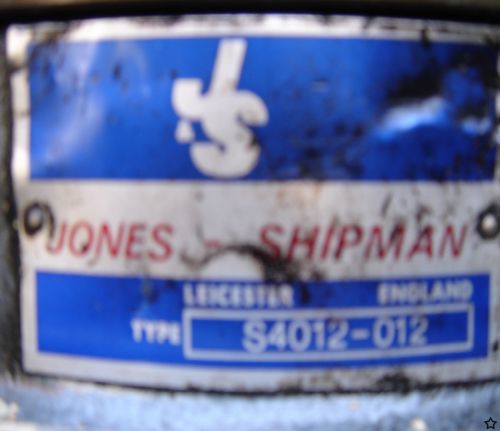 JS
JONES - SHIPMAN
LEICESTER ENGLAND
TYPE S4012-012